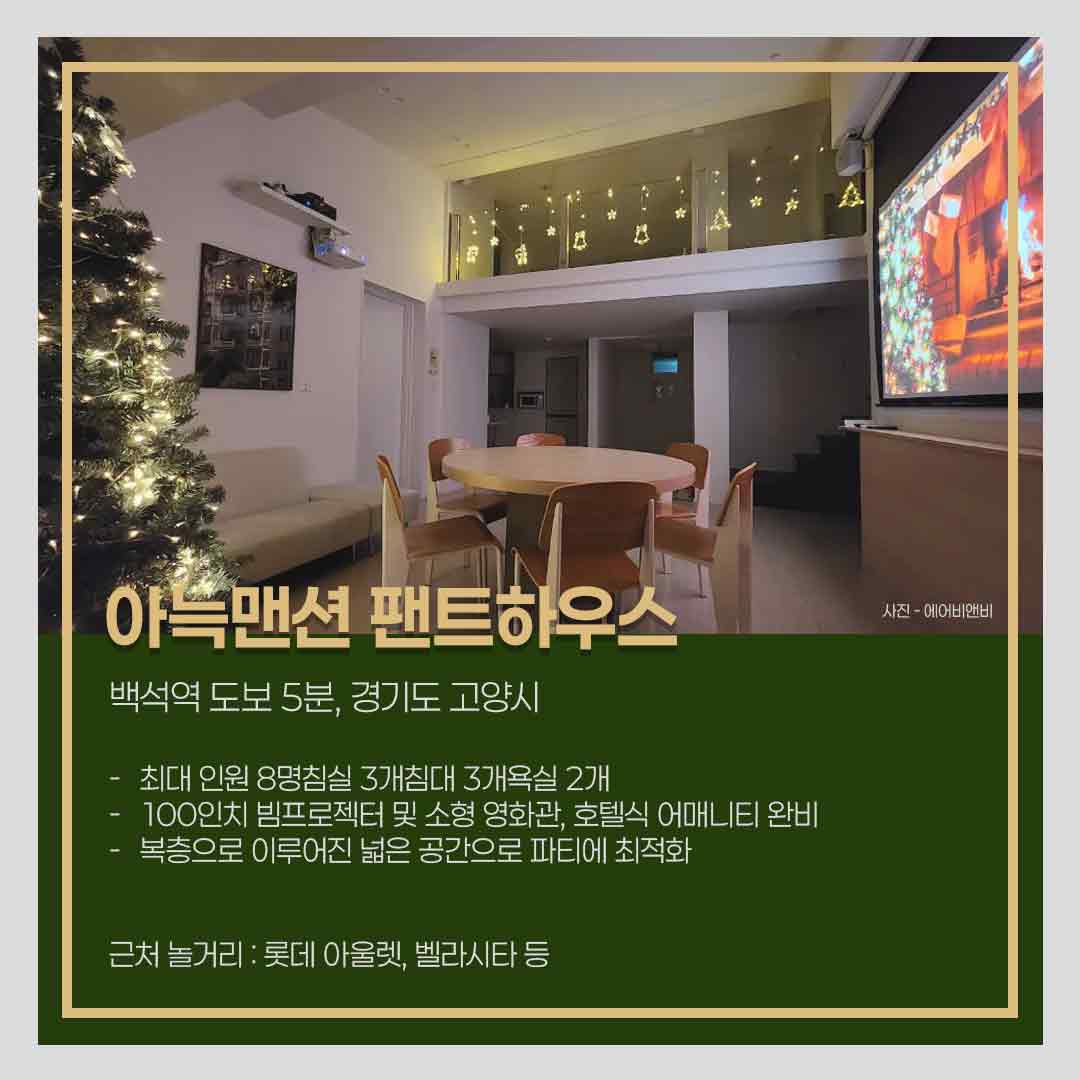 아늑맨션 팬트하우스
사진 - 에어비앤비
백석역 도보 5분, 경기도 고양시
- 최대 인원 8명침실 3개침대 3개욕실 2개
- 100인치 빔프로젝터 및 소형 영화관, 호텔식 어매니티 완비
- 복층으로 이루어진 넓은 공간으로 파티에 최적화
근처 놀거리 : 롯데 아울렛, 벨라시타 등